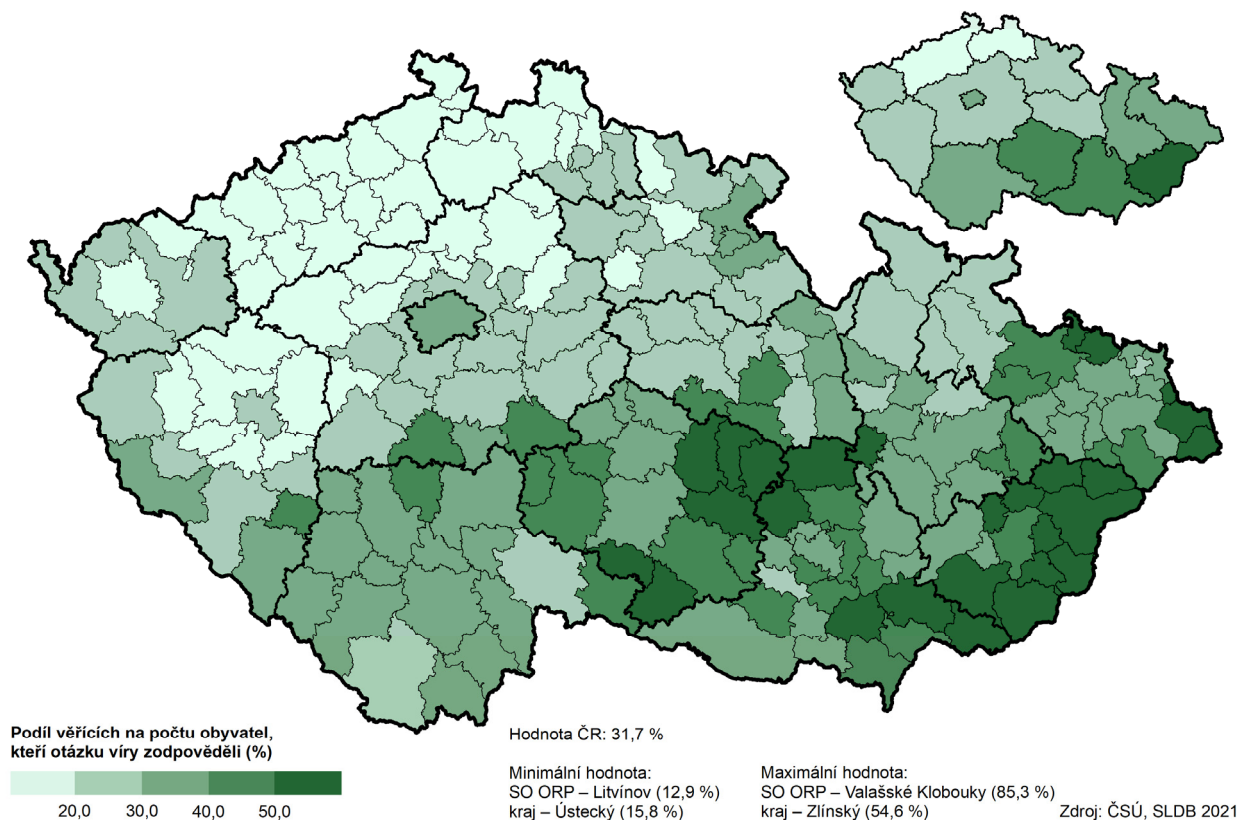 Podíl věřících na počtu obyvatel,
kteří otázku víry zodpověděli (%)
20,0 30,0 40,0 50,0
Hodnota ČR: 31,7 %
Minimální hodnota:
SO ORP – Litvínov (12,9 %)
kraj – Ústecký (15,8 %)
Maximální hodnota:
SO ORP – Valašské Klobouky (85,3 %)
kraj – Zlínský (54,6 %)
Zdroj: ČSÚ, SLDB 2021